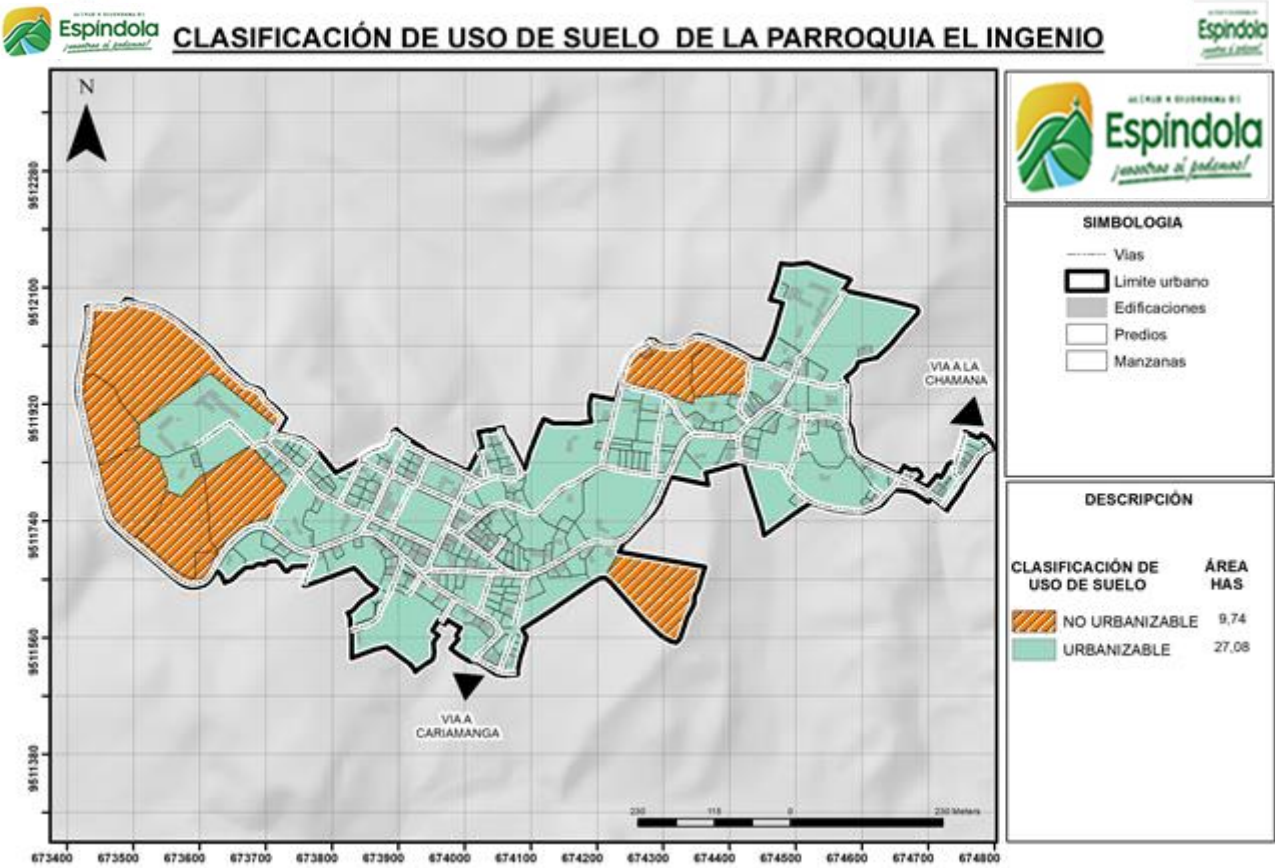 Espíndola
¡nosotros sí podemos!
CLASIFICACIÓN DE USO DE SUELO DE LA PARROQUIA EL INGENIO
Espíndola
N
9512280
9512100
9511920
9511740
9511560
9511380
VIA A LA
CHAMANA
VIA A
CARIAMANGA
230 115 0 230 Meters
673400 673500 673600 673700 673800 673900 674000 674100 674200 674300 674400 674500 674600 674700 674800
Espíndola
¡nosotros sí podemos!
SIMBOLOGIA
Vias
Limite urbano
Edificaciones
Predios
Manzanas
DESCRIPCIÓN
CLASIFICACIÓN DE ÁREA
USO DE SUELO HAS
NO URBANIZABLE 9,74
URBANIZABLE 27,08